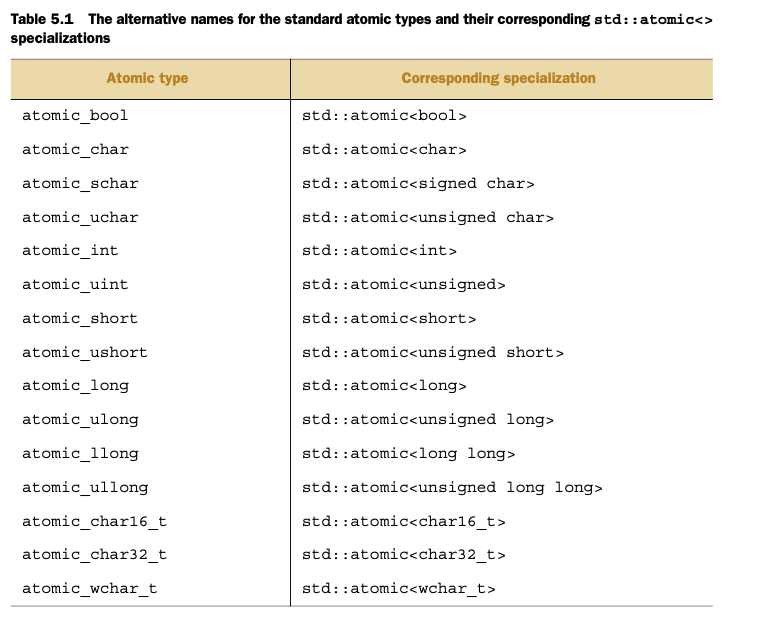 Table 5.1 The alternative names for the standard atomic types and their corresponding std::atomic<>
specializations
Atomic type Corresponding specialization
atomic_bool std::atomic<bool>
atomic_char std::atomic<char>
atomic_schar std::atomic<signed char>
atomic_uchar std::atomic<unsigned char>
atomic_int std::atomic<int>
atomic_uint std::atomic<unsigned>
atomic_short std::atomic<short>
atomic_ushort std::atomic<unsigned short>
atomic_long std::atomic<long>
atomic_ulong std::atomic<unsigned long>
atomic_llong std::atomic<long long>
atomic_ullong std::atomic<unsigned long long>
atomic_char16_t std::atomic<char16_t>
atomic_char32_t std::atomic<char32_t>
atomic_wchar_t std::atomic<wchar_t>